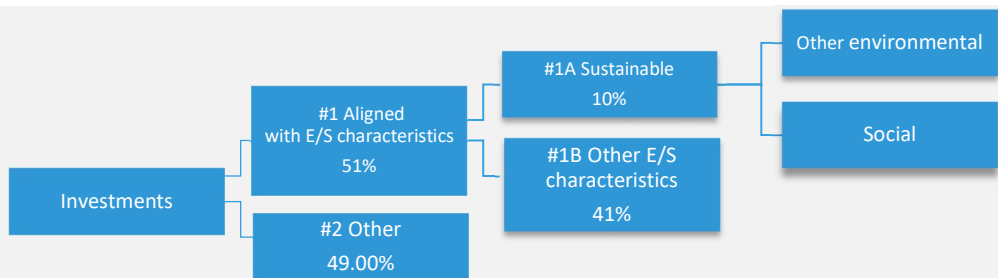 Investments
#1 Aligned
with E/S characteristics
51%
#2 Other
49.00%
#1A Sustainable
10%
#1B Other E/S
characteristics
41%
Other environmental
Social